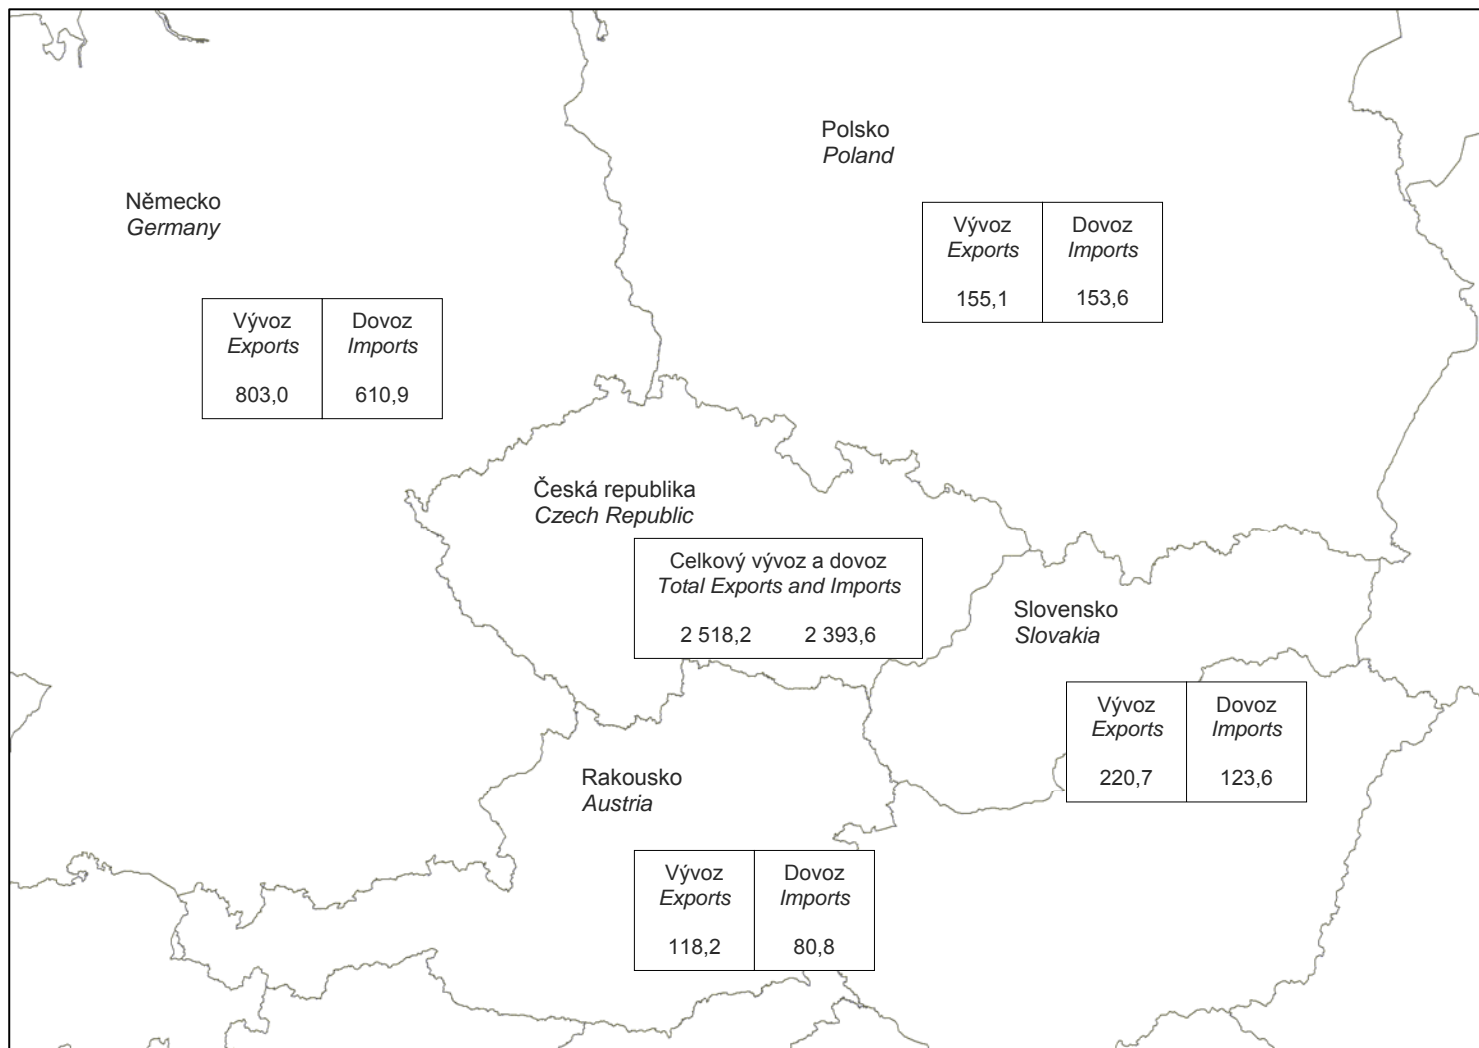 Polsko
Poland
Vývoz Dovoz
Exports Imports
155,1 153,6
Německo
Germany
Vývoz Dovoz
Exports Imports
803,0 610,9
Česká republika
Czech Republic
Celkový vývoz a dovoz
Total Exports and Imports
2 518,2 2 393,6
Slovensko
Slovakia
Vývoz Dovoz
Exports Imports
220,7 123,6
Rakousko
Austria
Vývoz Dovoz
Exports Imports
118,2 80,8